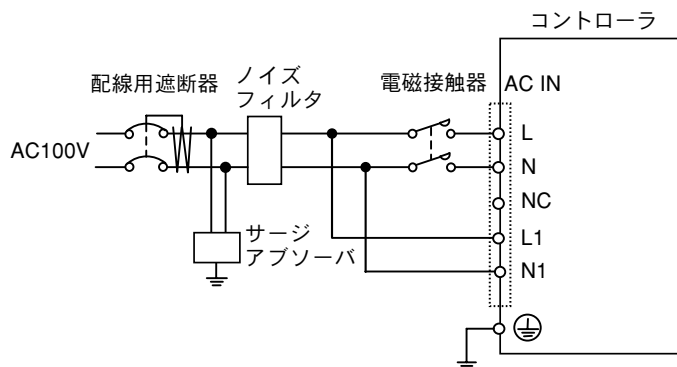 コントローラ
配線用遮断器
ノイズ
フィルタ
電磁接触器
AC IN
AC100V
L
N
NC
L1
N1
サージ
アブソーバ